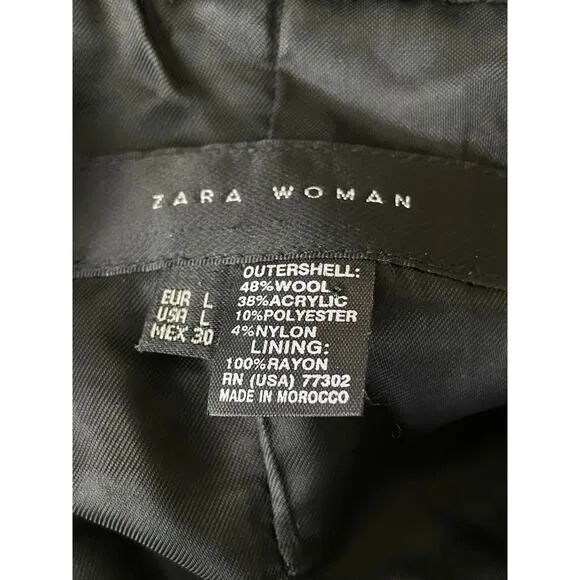 ZARA WOMAN
EUR L
USA L
MEX 30
OUTERSHELL:
48%WOOL
38%ACRYLIC
10%POLYESTER
4%NYLON
LINING:
100%RAYON
RN (USA) 77302
MADE IN MOROCCO